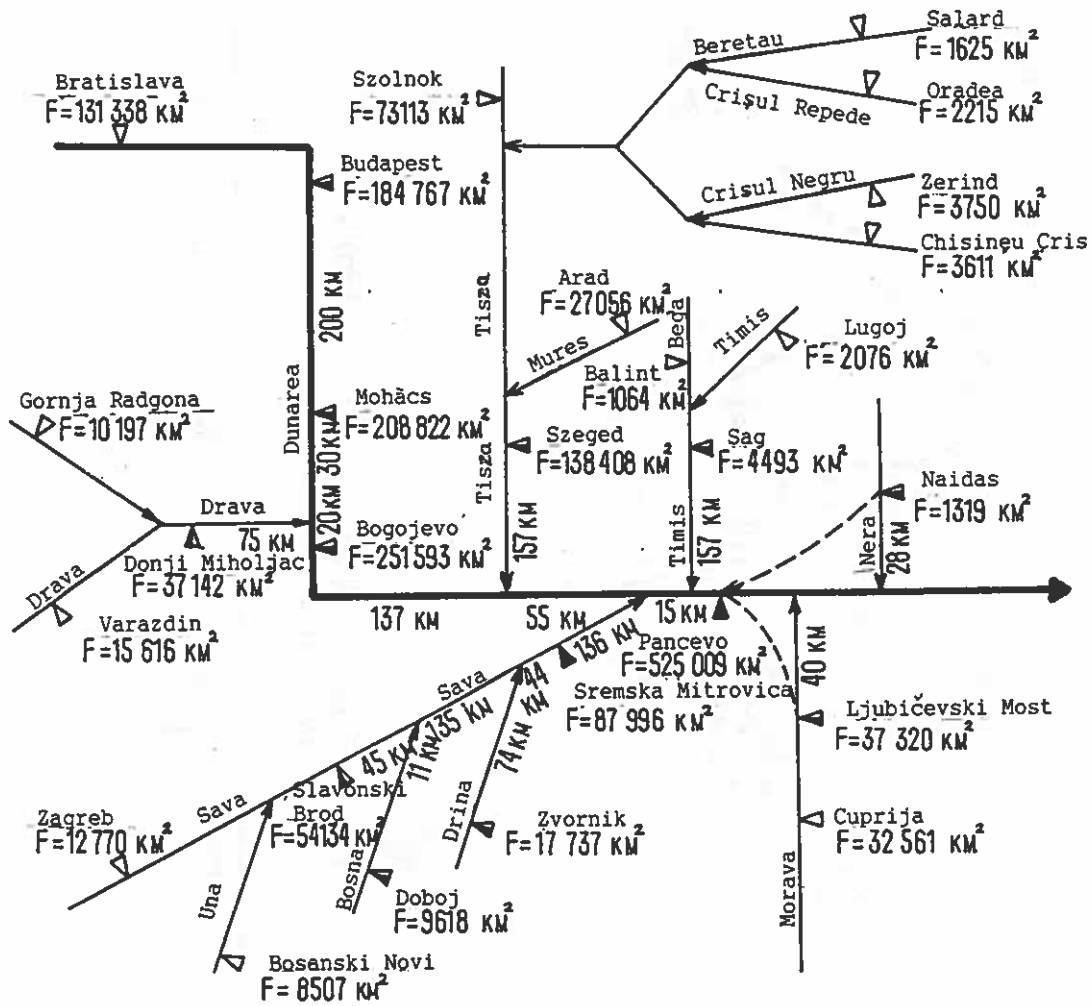 Salard
F=1625 KM²
Beretau
Bratislava
F=131 338 KM²
Szolnok
F=73113 KM²
Crişul Repede
Oradea
F=2215 KM²
Budapest
F=184 767 KM²
Crisul Negru
Zerind
F=3750 KM²
Chisineu Cris
F=3611 KM²
200 KM
Tisza
Arad
F=27056 KM²
Mures
Bega
Timis
Lugoj
F=2076 KM²
Balint
F=1064 KM²
Dunarea
Gornja Radgona
F=10 197 KM²
Mohàcs
F=208 822 KM²
30 KM
Tisza
Szeged
F=138 408 KM²
Sag
F=4493 KM²
Naidas
F=1319 KM²
Drava
75 KM
20 KM
Bogojevo
F=251 593 KM²
157 KM
Timis
157 KM
Nera
28 KM
Donji Miholjac
F=37 142 KM²
Drava
Varazdin
F=15 616 KM²
137 KM
55 KM
15 KM
Pancevo
F=525 009 KM²
136 KM
40 KM
Sava
44 KM
Sremska Mitrovica
F=87 996 KM²
Ljubičevski Most
F=37 320 KM²
135 KM
45 KM
11 KM
74 KM
Slavonski
Brod
F=54134 KM²
Sava
Zagreb
F=12 770 KM²
Drina
Zvornik
F=17 737 KM²
Cuprija
F=32 561 KM²
Una
Bosna
Doboj
F=9618 KM²
Morava
Bosanski Novi
F=8507 KM²